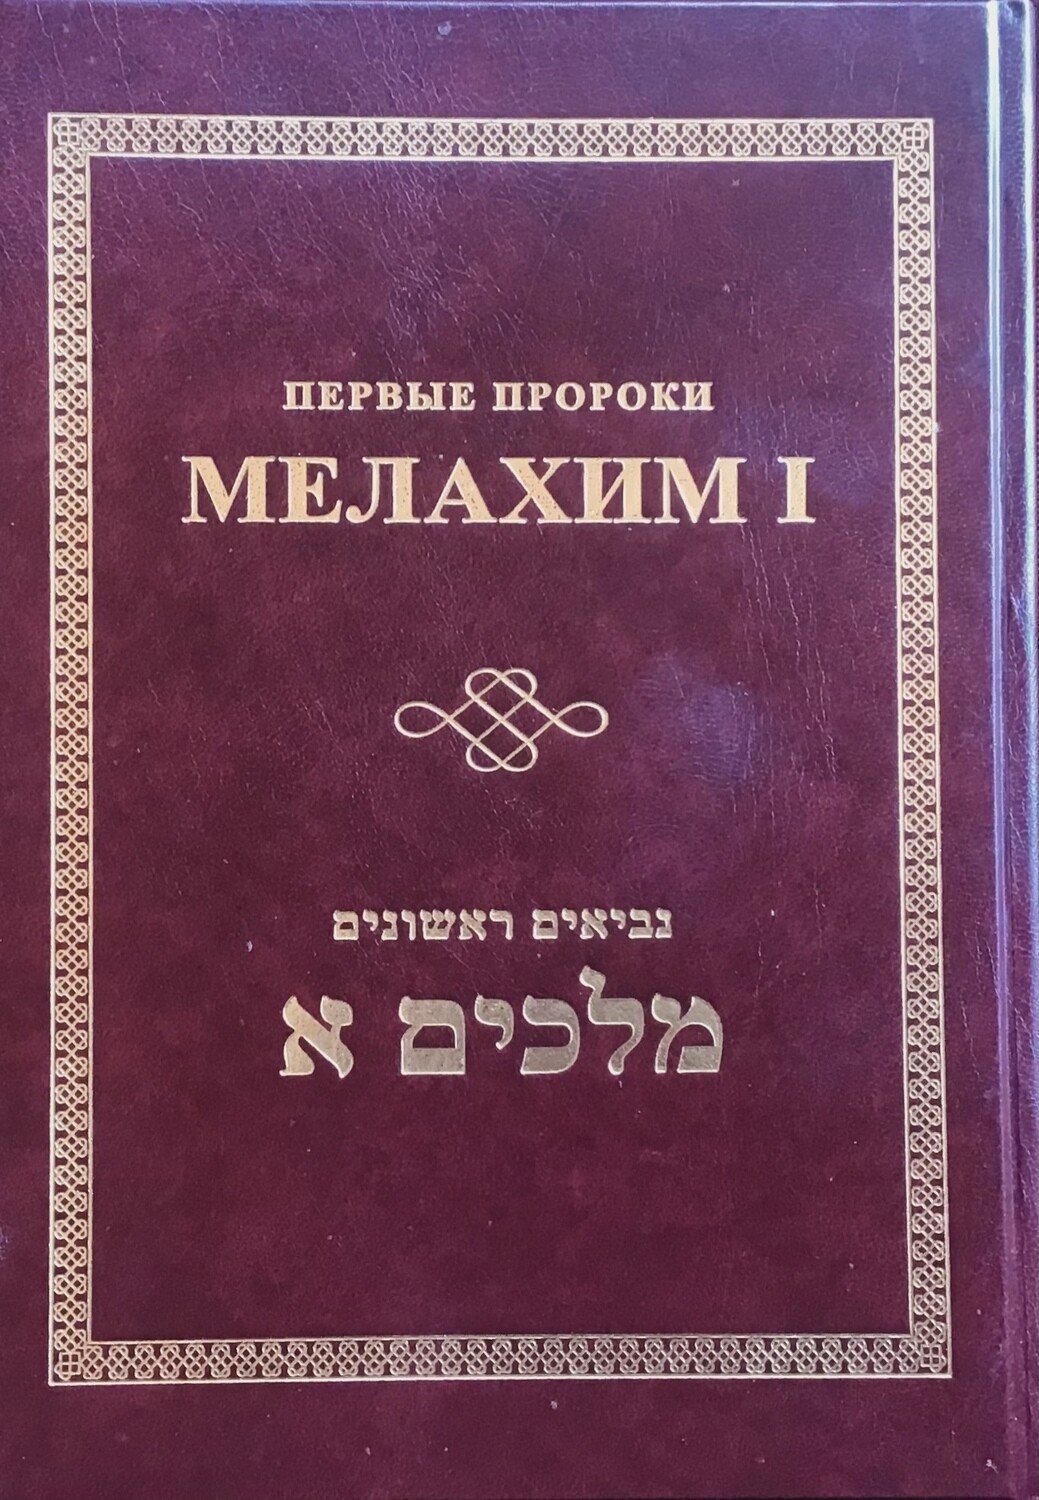 ПЕРВЫЕ ПРОРОКИ
МЕЛАХИМ I
נביאים ראשונים
מלכים א